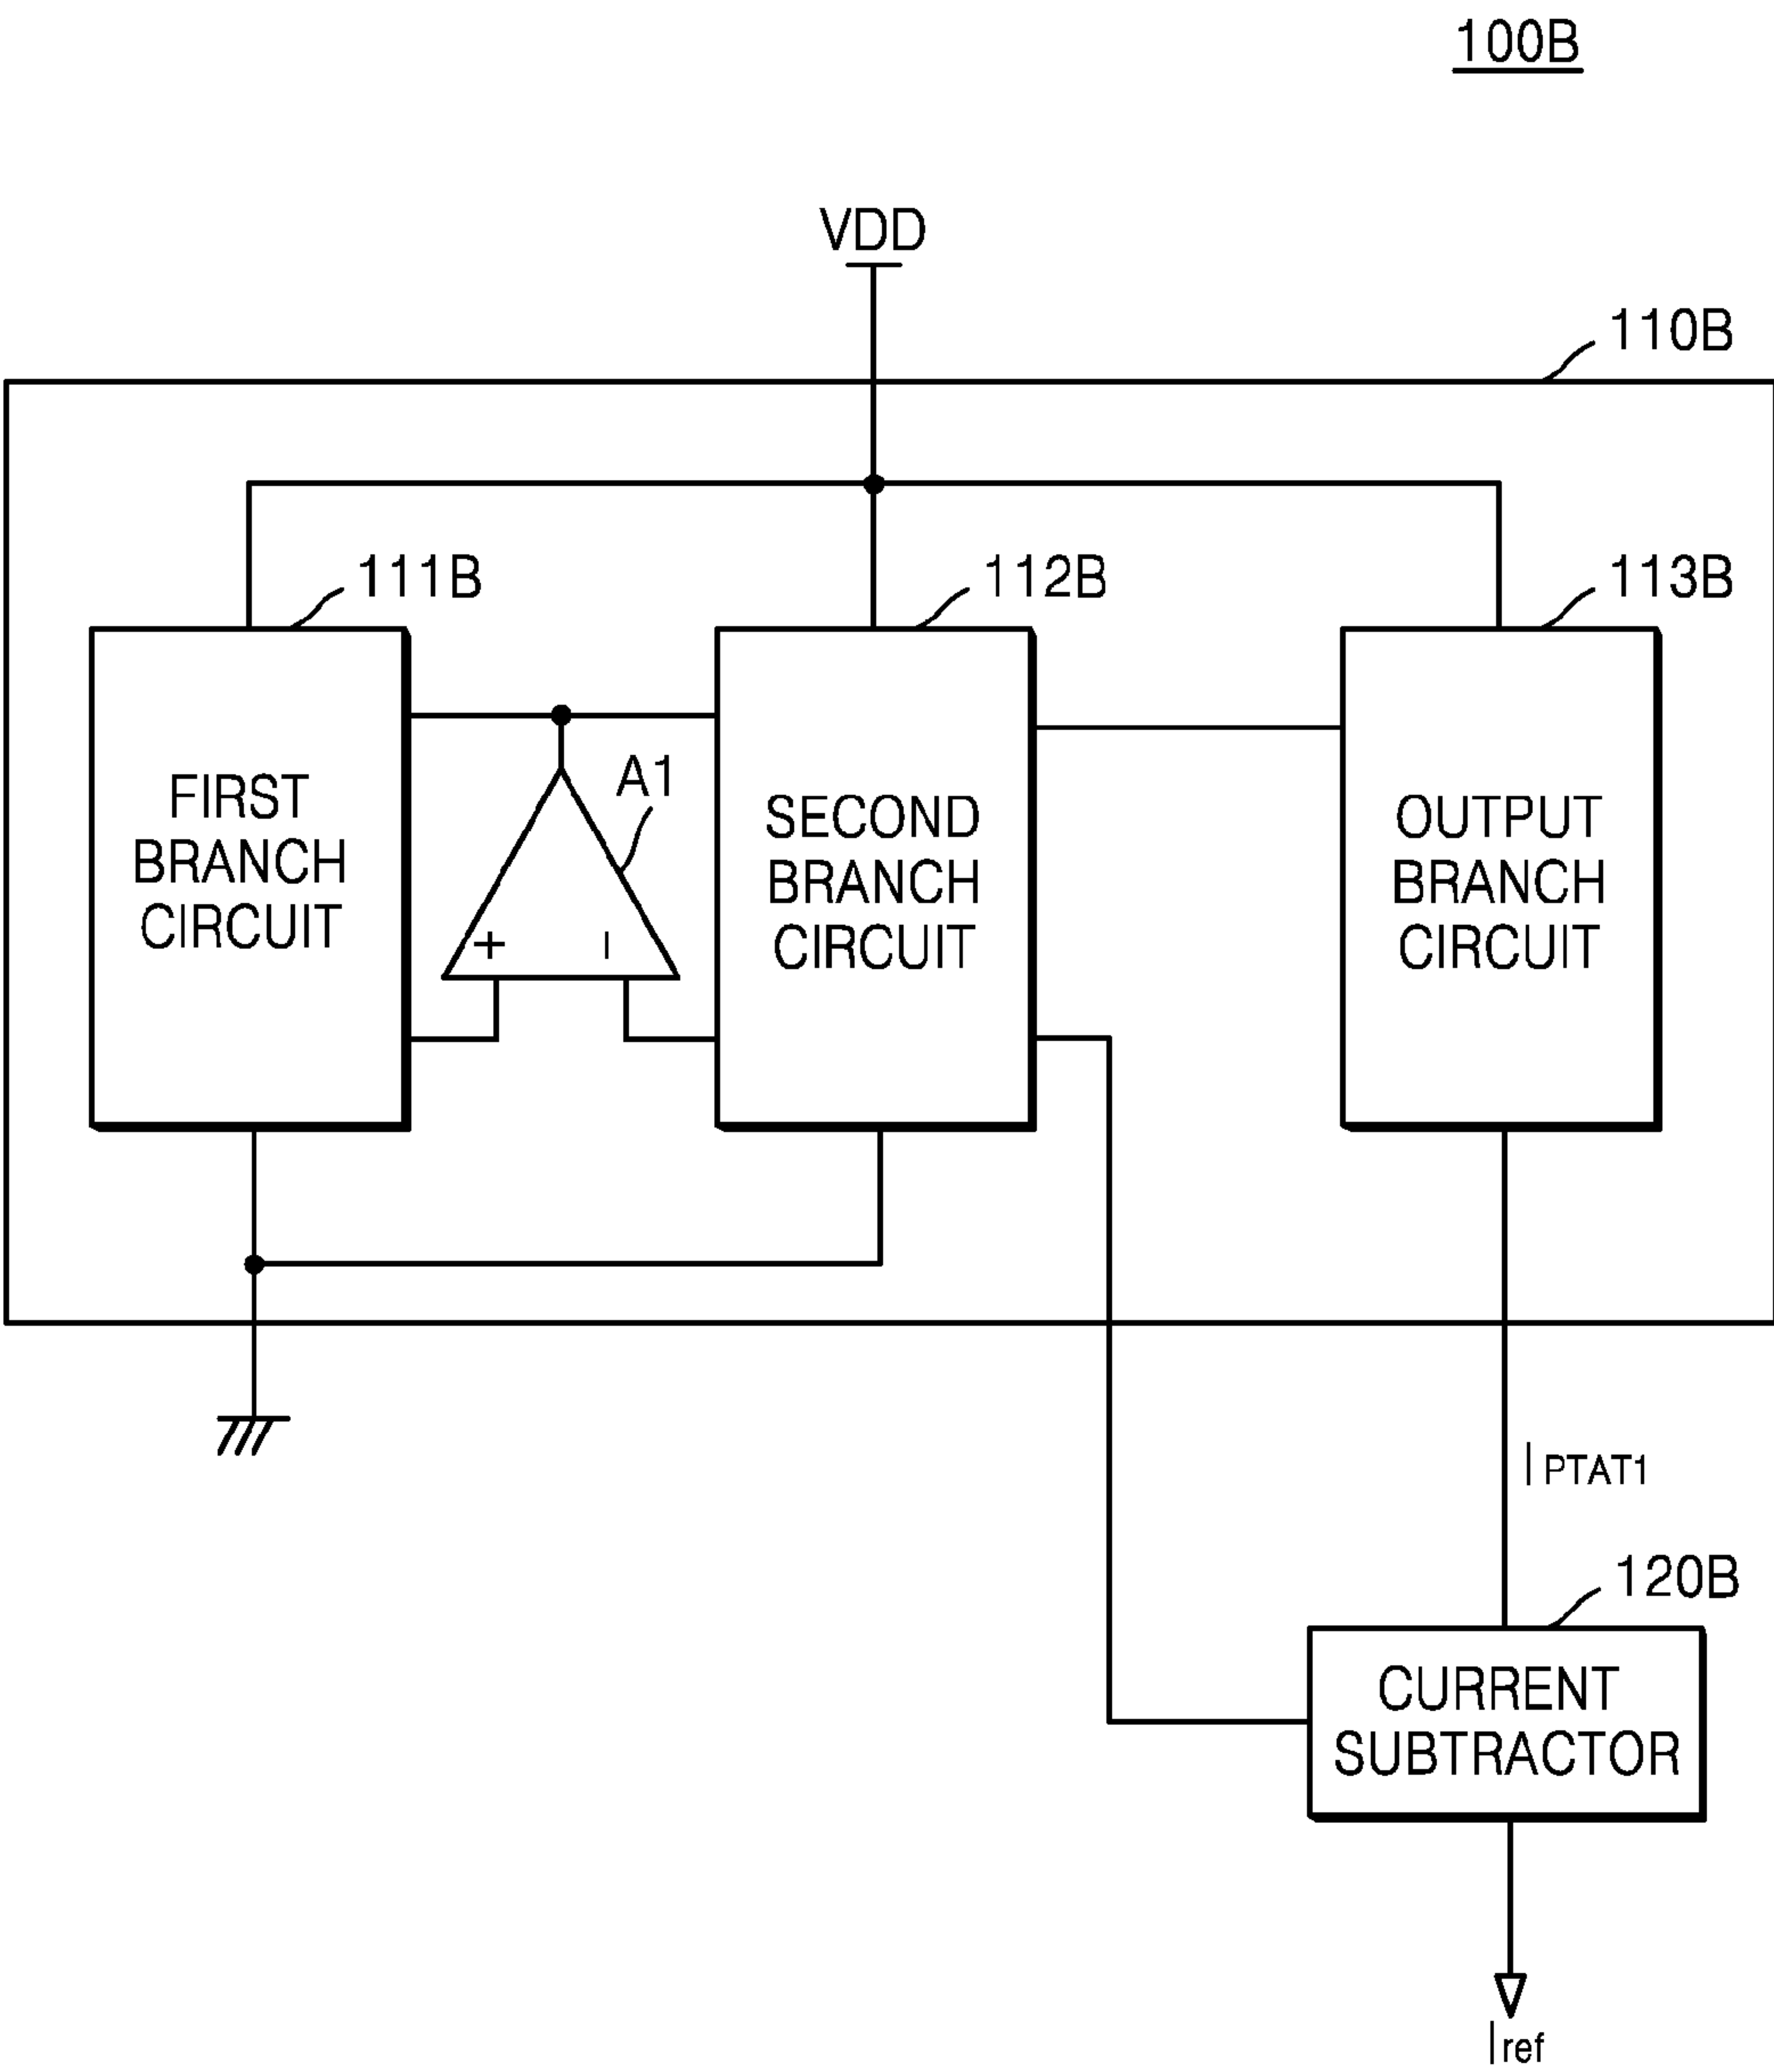 100B
VDD
110B
111B
112B
113B
FIRST
BRANCH
CIRCUIT
A1
+
−
SECOND
BRANCH
CIRCUIT
OUTPUT
BRANCH
CIRCUIT
IPTAT1
120B
CURRENT
SUBTRACTOR
Iref